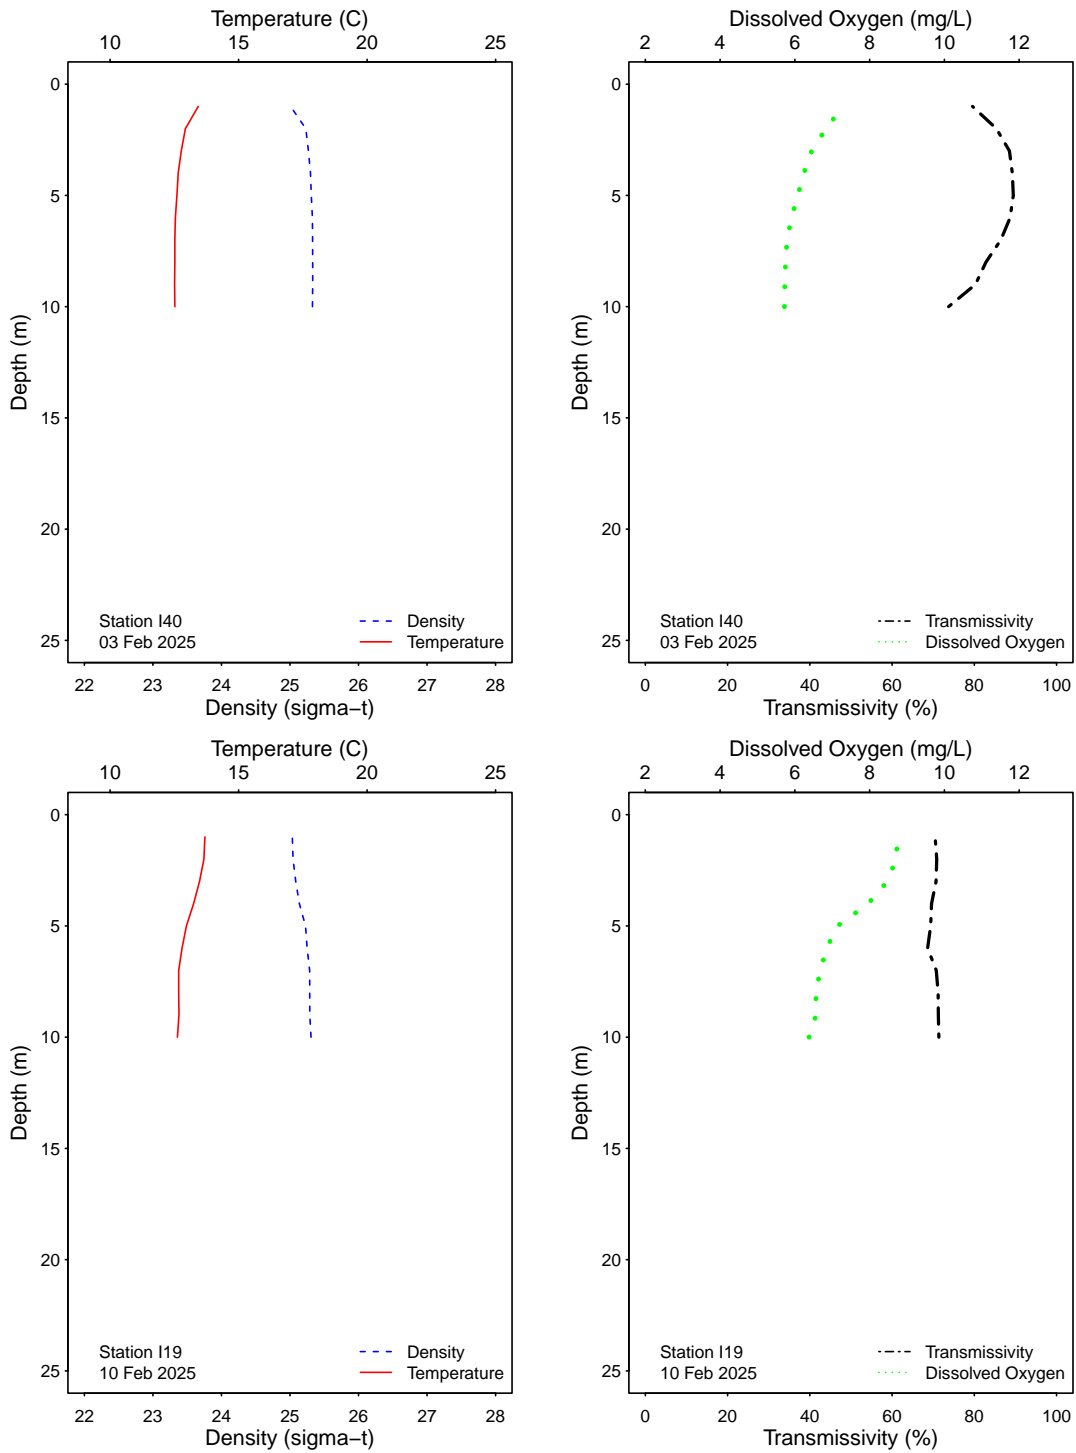 Temperature (C)
10 15 20 25
0
5
10
15
20
25
Depth (m)
Station I40
03 Feb 2025
Density
Temperature
22 23 24 25 26 27 28
Density (sigma−t)
Dissolved Oxygen (mg/L)
2 4 6 8 10 12
0
5
10
15
20
25
Depth (m)
Station I40
03 Feb 2025
Transmissivity
Dissolved Oxygen
0 20 40 60 80 100
Transmissivity (%)
Temperature (C)
10 15 20 25
0
5
10
15
20
25
Depth (m)
Station I19
10 Feb 2025
Density
Temperature
22 23 24 25 26 27 28
Density (sigma−t)
Dissolved Oxygen (mg/L)
2 4 6 8 10 12
0
5
10
15
20
25
Depth (m)
Station I19
10 Feb 2025
Transmissivity
Dissolved Oxygen
0 20 40 60 80 100
Transmissivity (%)